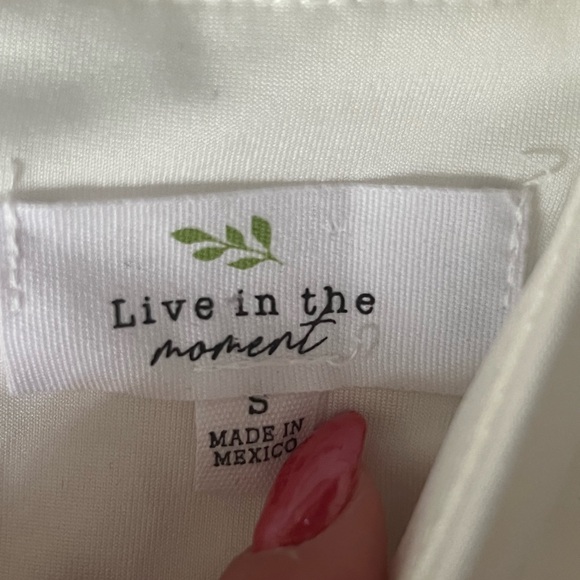 Live in the
moment
S
MADE IN
MEXICO